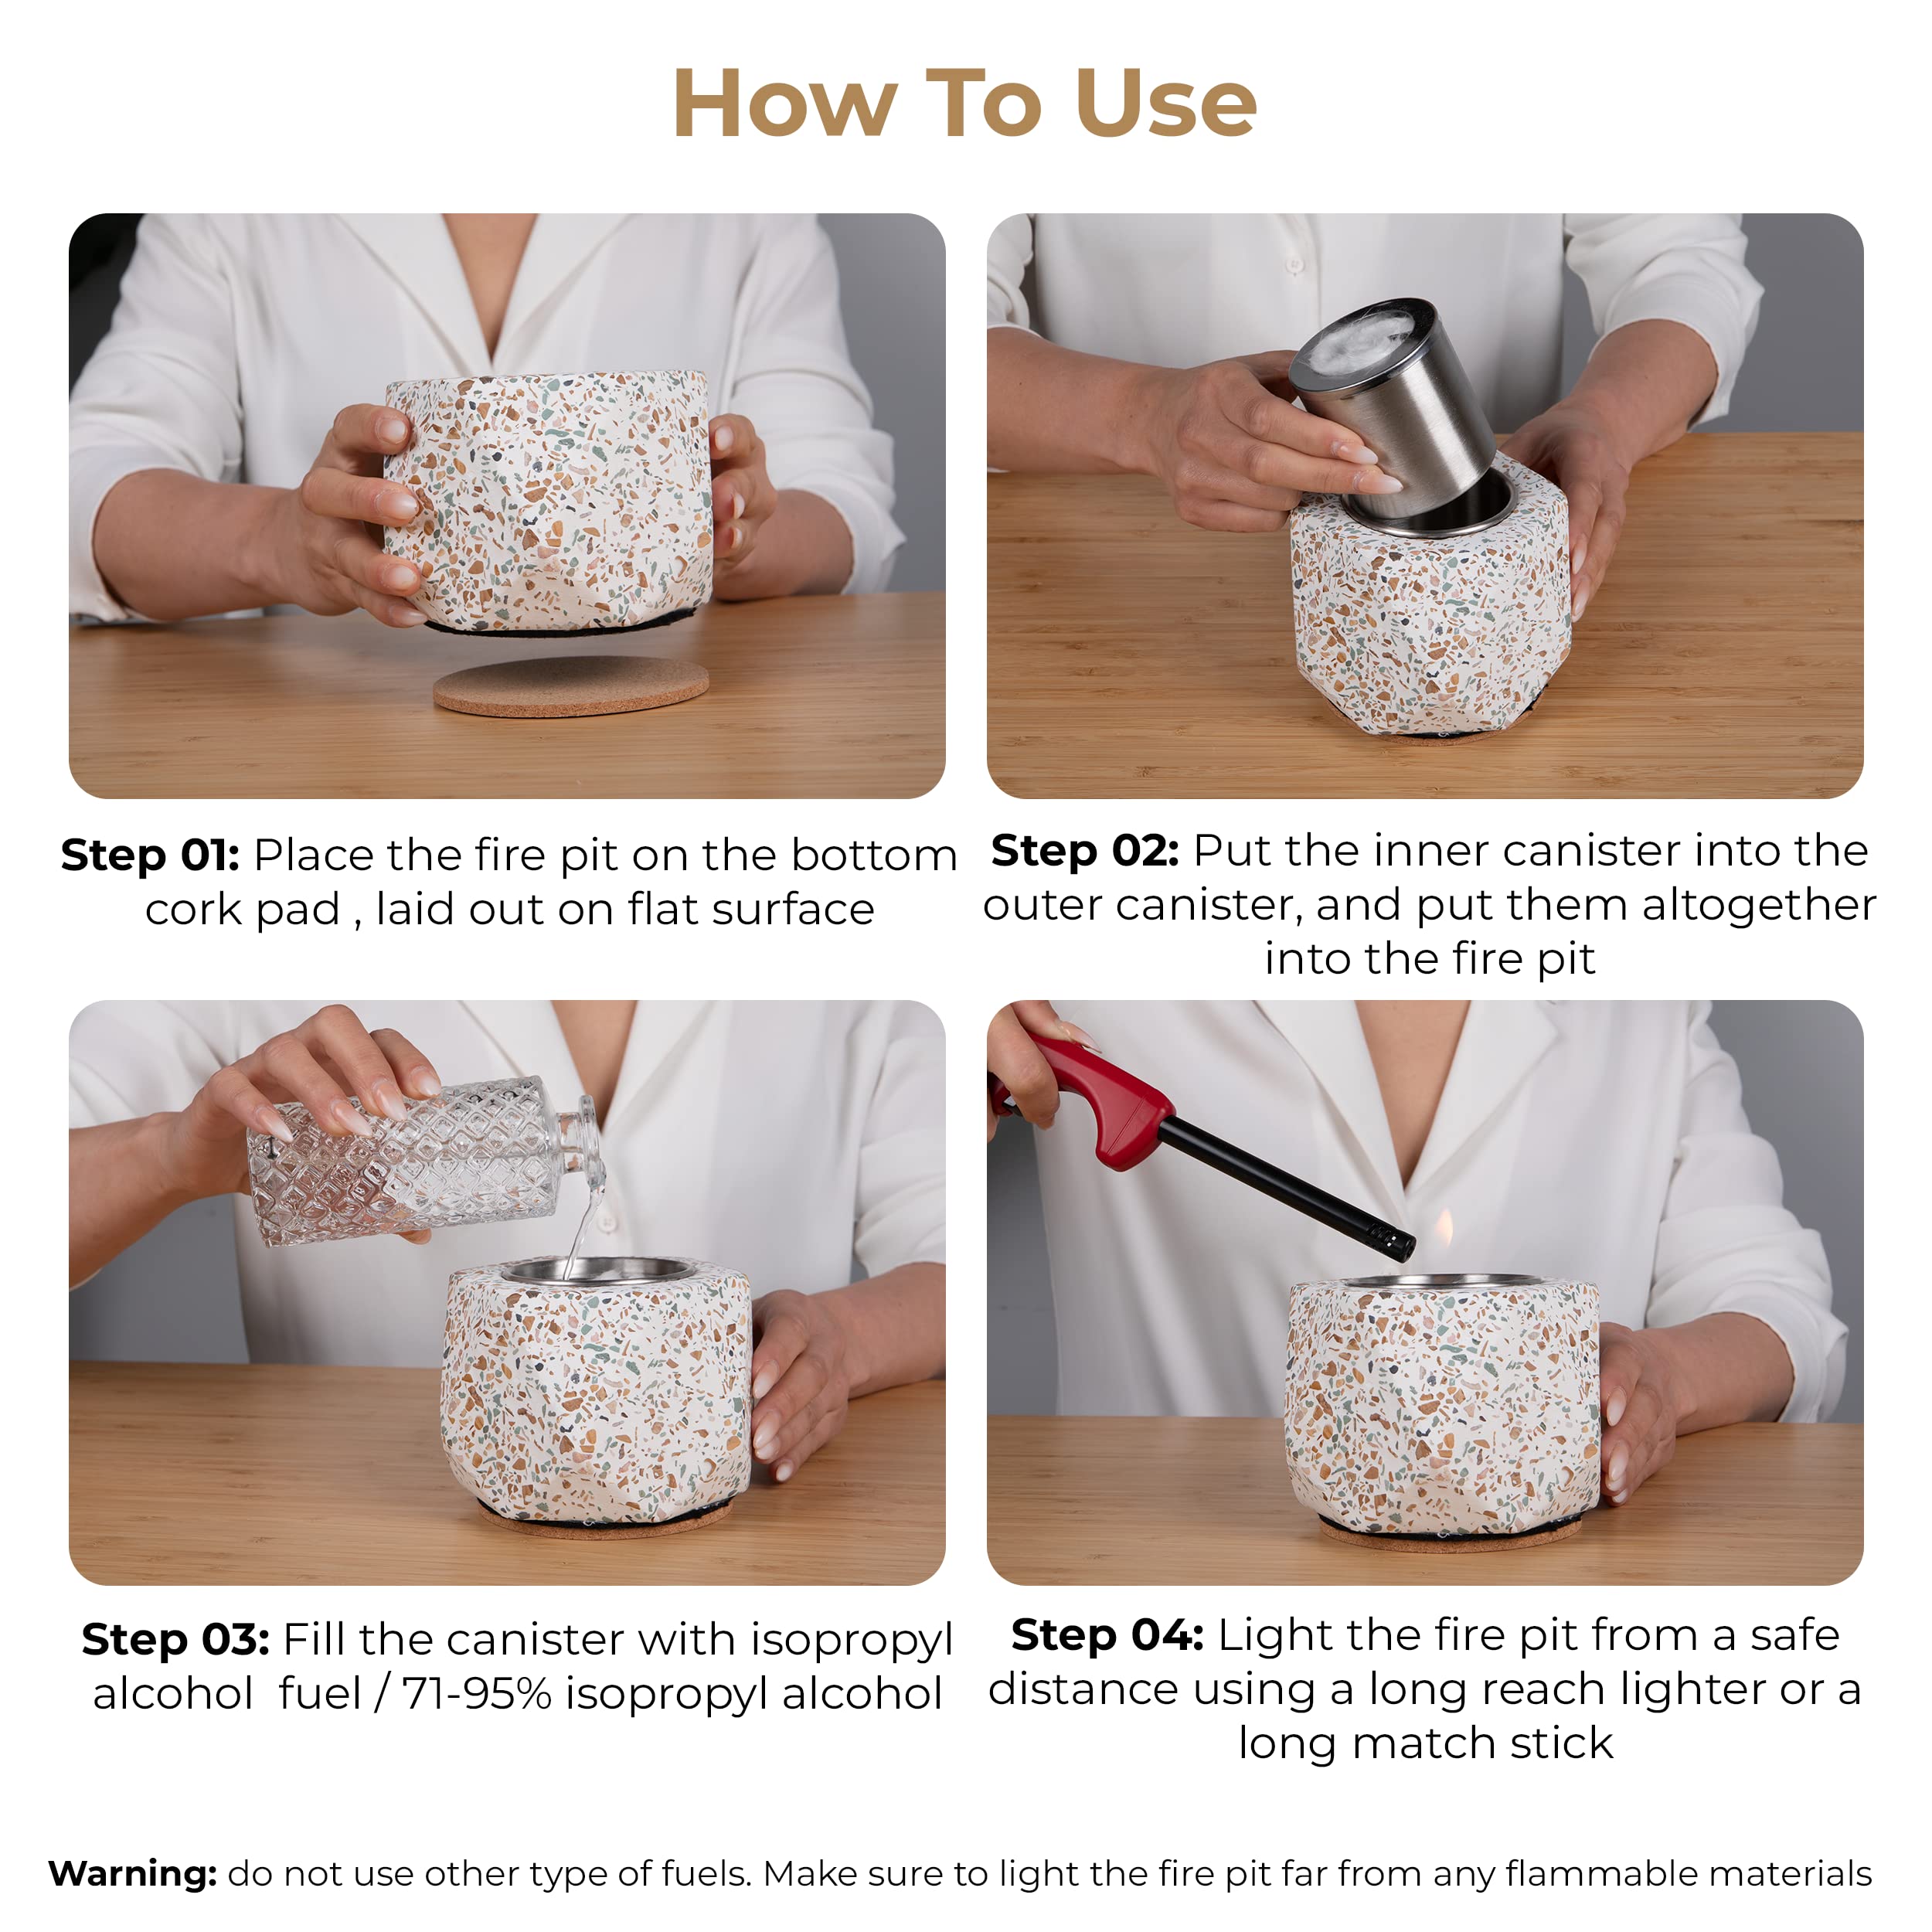 How To Use
Step 01: Place the fire pit on the bottom
cork pad , laid out on flat surface
Step 02: Put the inner canister into the
outer canister, and put them altogether
into the fire pit
Step 03: Fill the canister with isopropyl
alcohol  fuel / 71-95% isopropyl alcohol
Step 04: Light the fire pit from a safe
distance using a long reach lighter or a
long match stick
Warning: do not use other type of fuels. Make sure to light the fire pit far from any flammable materials